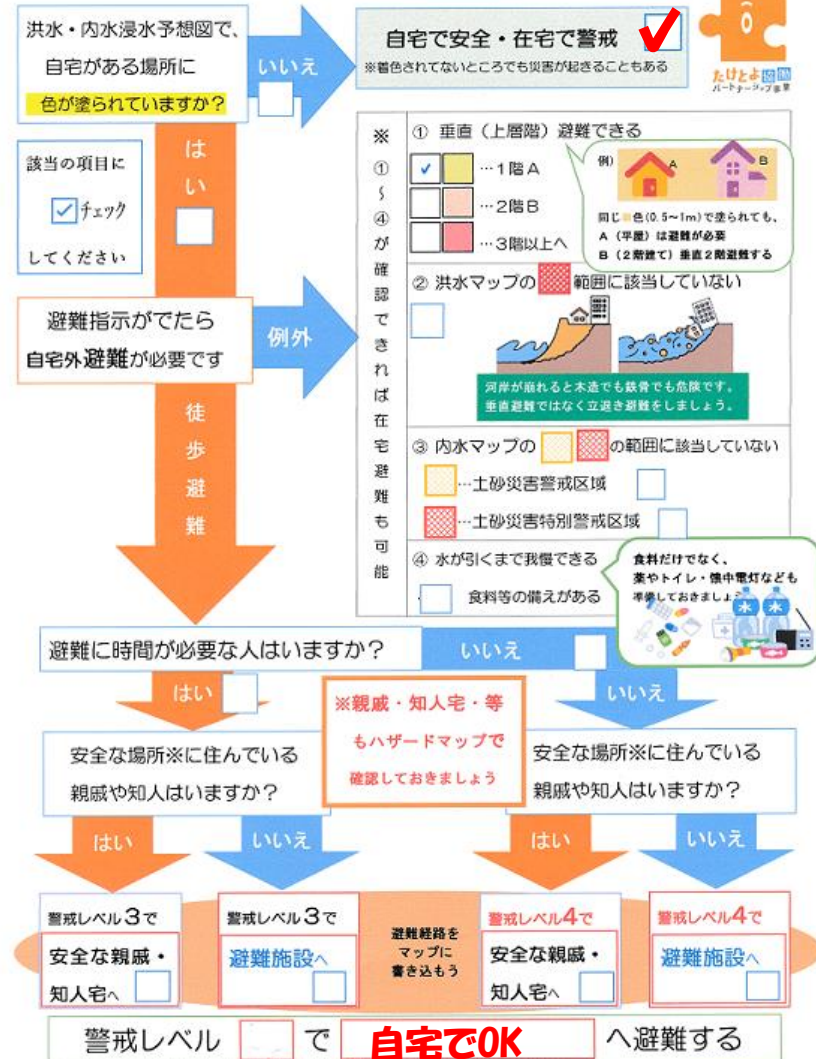 洪水・内水浸水予想図で、
自宅がある場所に
色が塗られていますか？
いいえ
自宅で安全・在宅で警戒
※着色されてないところでも災害が起きることもある
たけとよ協働
パートナーシップ事業
はい
該当の項目に
チェック
してください
避難指示がでたら
自宅外避難が必要です
例外
徒歩避難
※①～④が確認できれば在宅避難も可能
① 垂直（上層階）避難できる
…1階A
…2階B
…3階以上へ
例）
A
B
同じ 色(0.5～1m)で塗られても、
A（平屋）は避難が必要
B（2階建て）垂直2階避難する
② 洪水マップの 範囲に該当していない
河岸が崩れると木造でも鉄骨でも危険です。
垂直避難ではなく立退き避難をしましょう。
③ 内水マップの の範囲に該当していない
…土砂災害警戒区域
…土砂災害特別警戒区域
④ 水が引くまで我慢できる
食料等の備えがある
食料だけでなく、
薬やトイレ・懐中電灯なども
準備しておきましょう
水 水
避難に時間が必要な人はいますか？
いいえ
はい
いいえ
※親戚・知人宅・等
もハザードマップで
確認しておきましょう
安全な場所※に住んでいる
親戚や知人はいますか？
安全な場所※に住んでいる
親戚や知人はいますか？
はい
いいえ
はい
いいえ
警戒レベル3で
安全な親戚・
知人宅へ
警戒レベル3で
避難施設へ
避難経路を
マップに
書き込もう
警戒レベル4で
安全な親戚・
知人宅へ
警戒レベル4で
避難施設へ
警戒レベル で 自宅でOK へ避難する